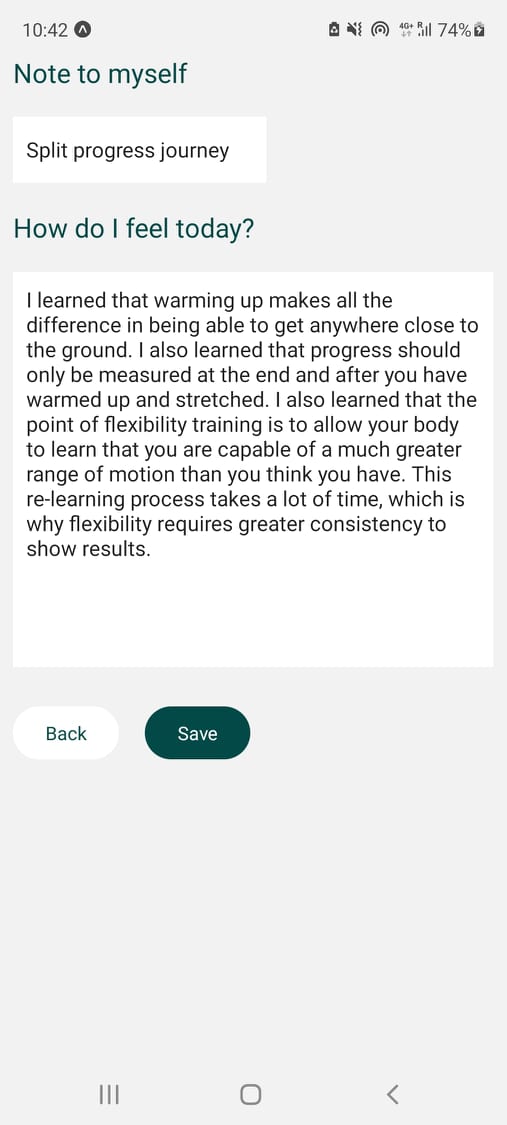 10:42
4G+ R 74%
Note to myself
Split progress journey
How do I feel today?
I learned that warming up makes all the
difference in being able to get anywhere close to
the ground. I also learned that progress should
only be measured at the end and after you have
warmed up and stretched. I also learned that the
point of flexibility training is to allow your body
to learn that you are capable of a much greater
range of motion than you think you have. This
re-learning process takes a lot of time, which is
why flexibility requires greater consistency to
show results.
Back Save